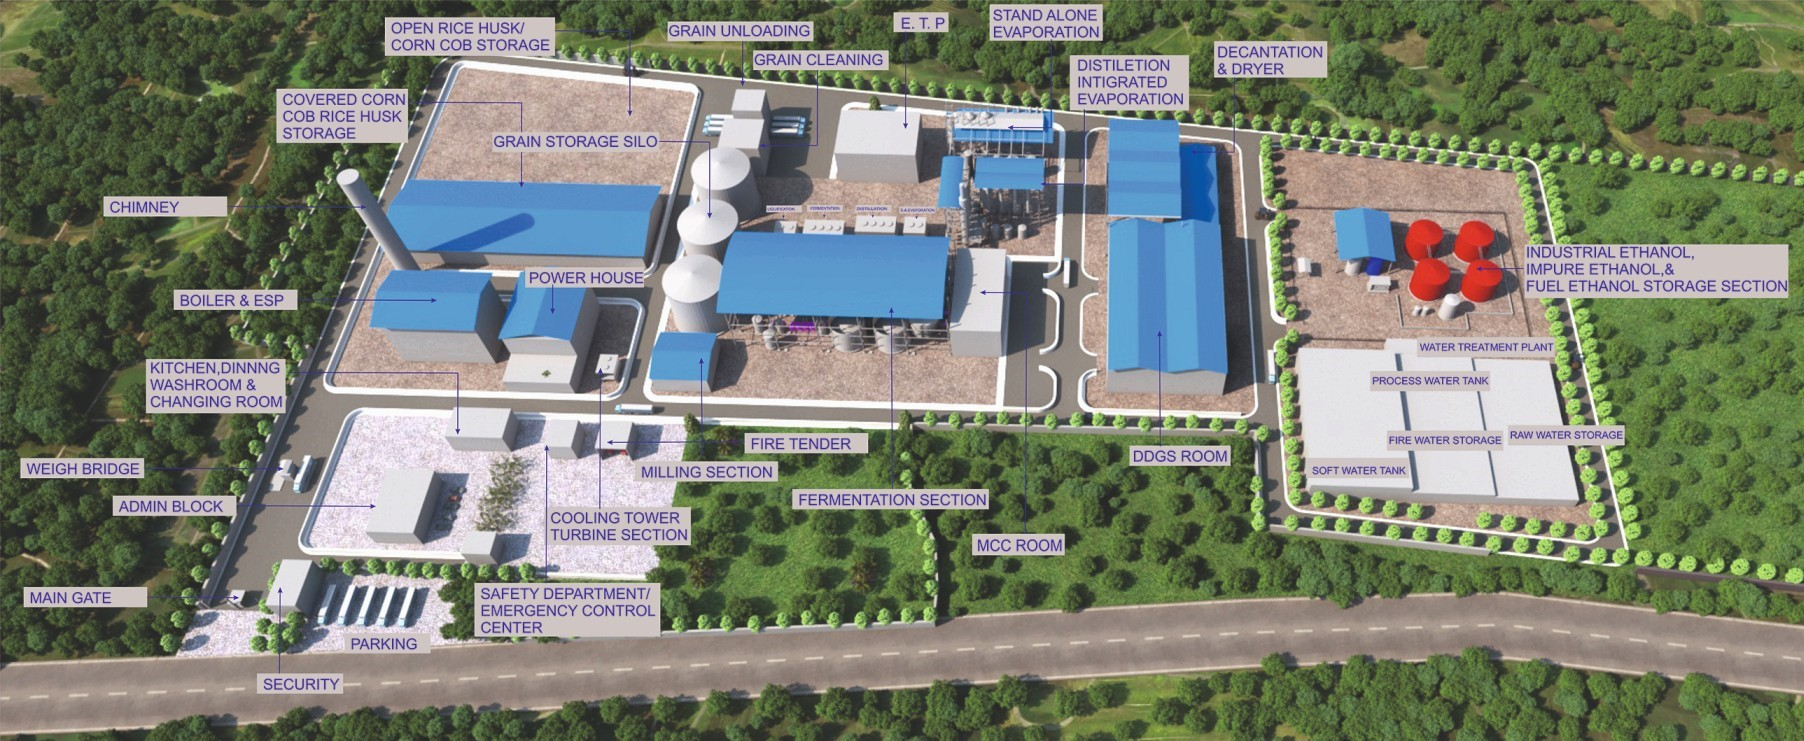 OPEN RICE HUSK/
CORN COB STORAGE
GRAIN UNLOADING
E. T. P
STAND ALONE
EVAPORATION
GRAIN CLEANING
DISTILETION
INTIGRATED
EVAPORATION
DECANTATION
& DRYER
COVERED CORN
COB RICE HUSK
STORAGE
GRAIN STORAGE SILO
CHIMNEY
LIQUIFICATION
FERMENTATION
DISTILLATION
S.A EVAPORATION
INDUSTRIAL ETHANOL,
IMPURE ETHANOL,&
FUEL ETHANOL STORAGE SECTION
POWER HOUSE
BOILER & ESP
WATER TREATMENT PLANT
KITCHEN,DINNNG
WASHROOM &
CHANGING ROOM
PROCESS WATER TANK
FIRE TENDER
FIRE WATER STORAGE
RAW WATER STORAGE
WEIGH BRIDGE
MILLING SECTION
DDGS ROOM
SOFT WATER TANK
ADMIN BLOCK
FERMENTATION SECTION
COOLING TOWER
TURBINE SECTION
MCC ROOM
MAIN GATE
SAFETY DEPARTMENT/
EMERGENCY CONTROL
CENTER
PARKING
SECURITY